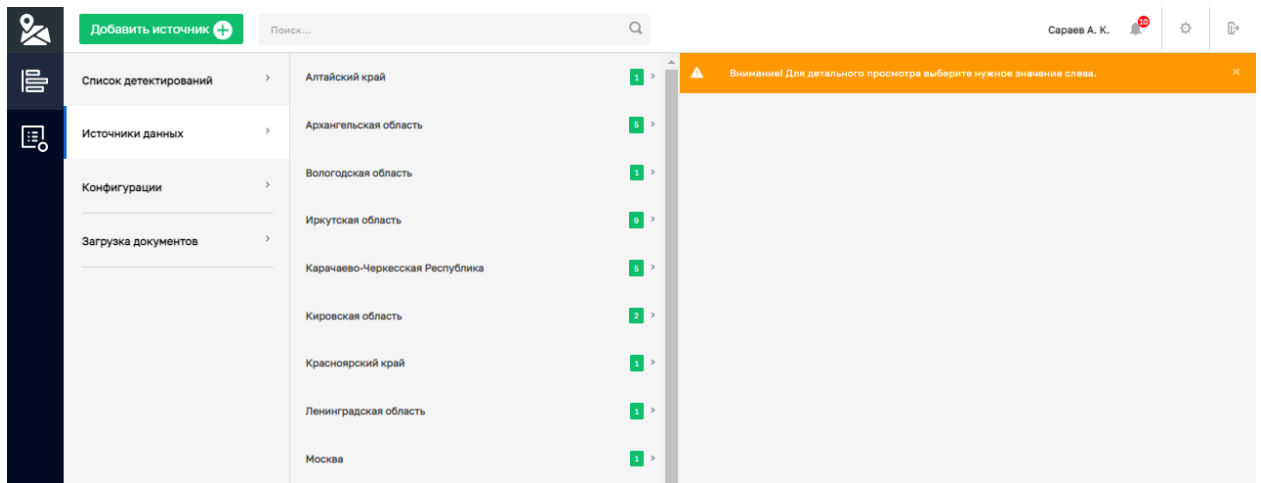 Добавить источник
Поиск...
Сараев А. К.
10
Список детектирований
Источники данных
Конфигурации
Загрузка документов
Алтайский край 1
Архангельская область 5
Вологодская область 1
Иркутская область 9
Карачаево-Черкесская Республика 5
Кировская область 2
Красноярский край 1
Ленинградская область 1
Москва 1
Внимание! Для детального просмотра выберите нужное значение слева.